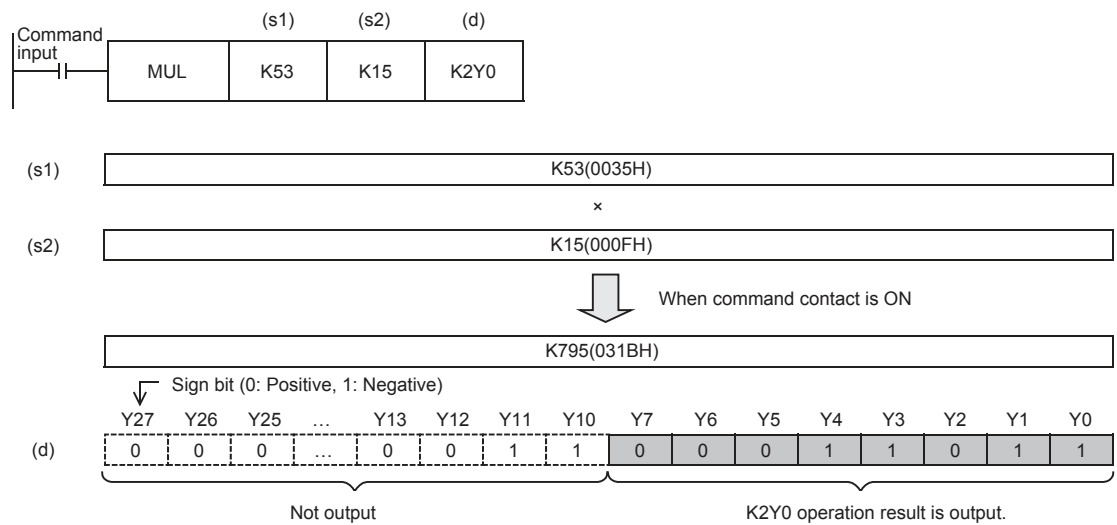 (s1) (s2) (d)
Command
input
MUL K53 K15 K2Y0
(s1) K53(0035H)
×
(s2) K15(000FH)
When command contact is ON
K795(031BH)
Sign bit (0: Positive, 1: Negative)
Y27 Y26 Y25 … Y13 Y12 Y11 Y10 Y7 Y6 Y5 Y4 Y3 Y2 Y1 Y0
(d) 0 0 0 … 0 0 1 1 0 0 0 1 1 0 1 1
Not output K2Y0 operation result is output.